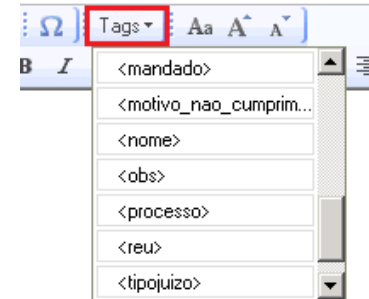 Ω Tags Aa A A
B I
<mandado>
<motivo_nao_cumprim...
<nome>
<obs>
<processo>
<reu>
<tipojuizo>